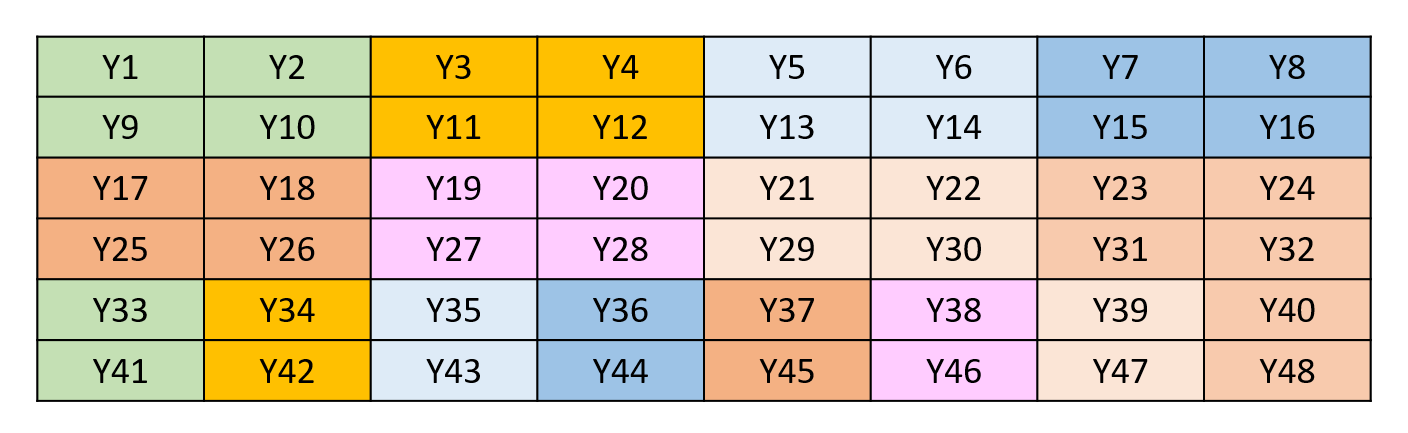 Y1 Y2 Y3 Y4 Y5 Y6 Y7 Y8
Y9 Y10 Y11 Y12 Y13 Y14 Y15 Y16
Y17 Y18 Y19 Y20 Y21 Y22 Y23 Y24
Y25 Y26 Y27 Y28 Y29 Y30 Y31 Y32
Y33 Y34 Y35 Y36 Y37 Y38 Y39 Y40
Y41 Y42 Y43 Y44 Y45 Y46 Y47 Y48